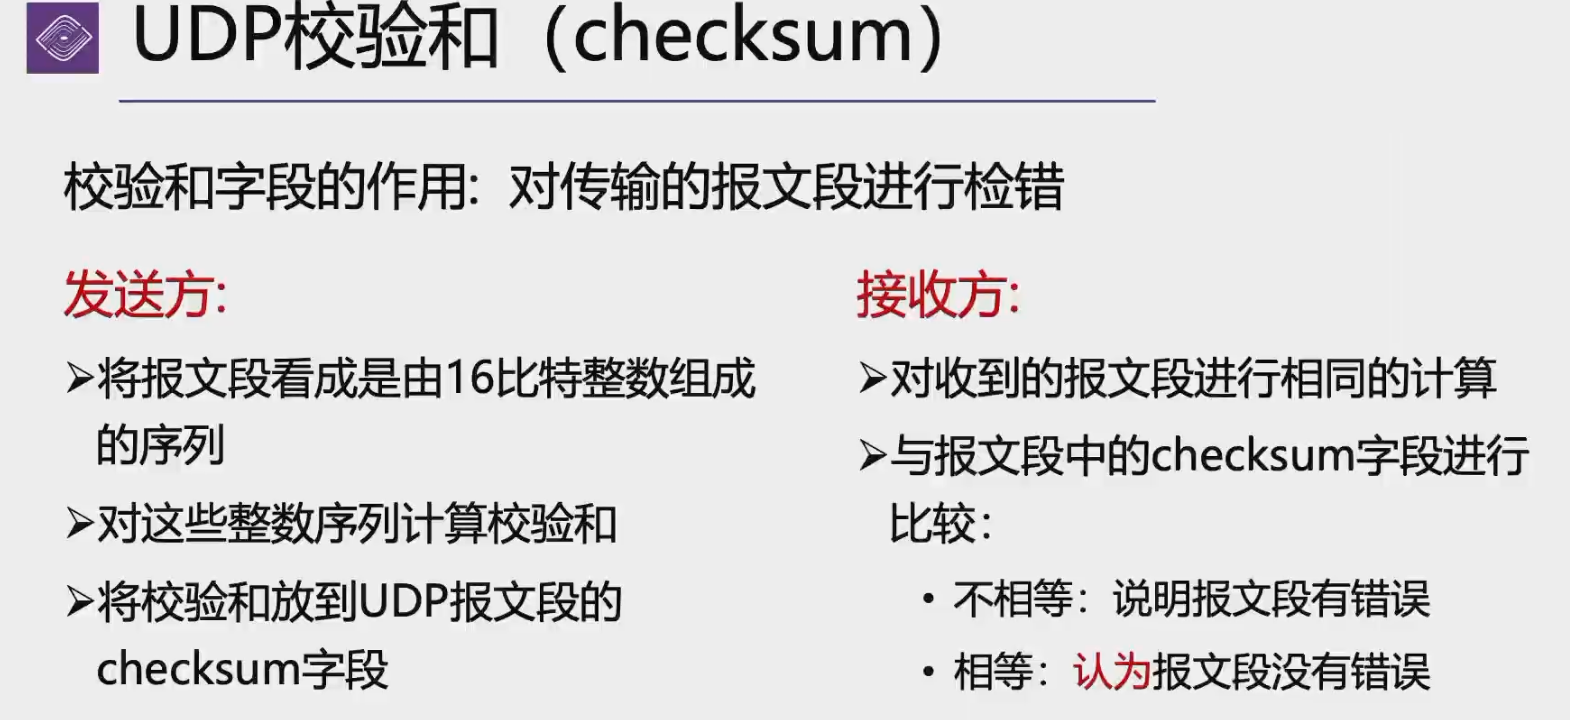 UDP校验和（checksum）
校验和字段的作用：对传输的报文段进行检错
发送方:
➢将报文段看成是由16比特整数组成
的序列
➢对这些整数序列计算校验和
➢将校验和放到UDP报文段的
checksum字段
接收方:
➢对收到的报文段进行相同的计算
➢与报文段中的checksum字段进行
比较：
• 不相等：说明报文段有错误
• 相等：认为报文段没有错误